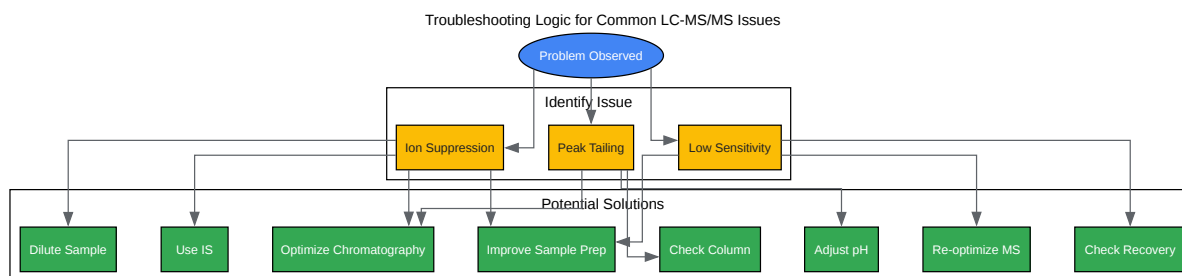 Troubleshooting Logic for Common LC-MS/MS Issues
Problem Observed
Identify Issue
Ion Suppression
Peak Tailing
Low Sensitivity
Potential Solutions
Dilute Sample
Use IS
Optimize Chromatography
Improve Sample Prep
Check Column
Adjust pH
Re-optimize MS
Check Recovery